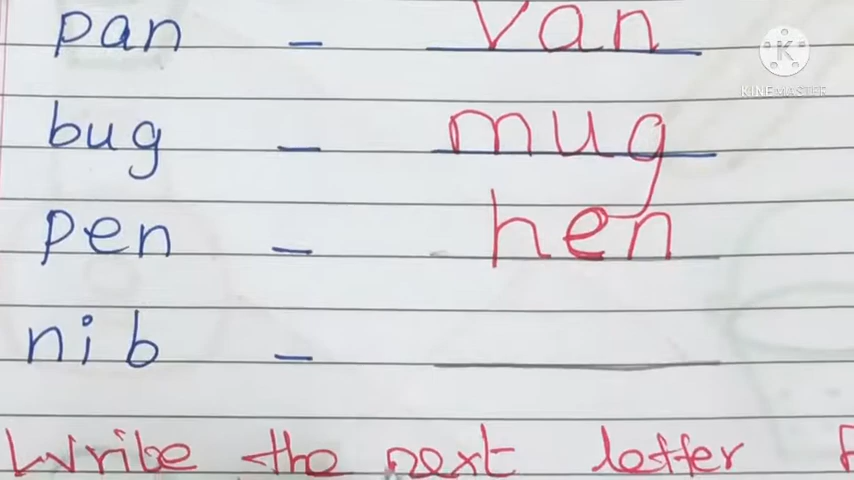 pan - Van
K
KINEMASTER
bug - mug
pen - hen
nib -
Write the next letter